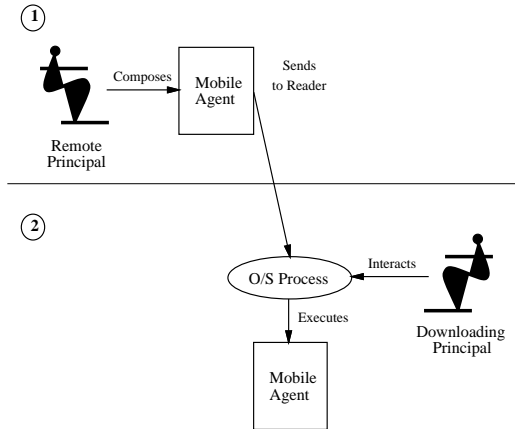 1
Composes
Mobile
Agent
Sends
to Reader
Remote
Principal
2
O/S Process
Interacts
Executes
Downloading
Principal
Mobile
Agent